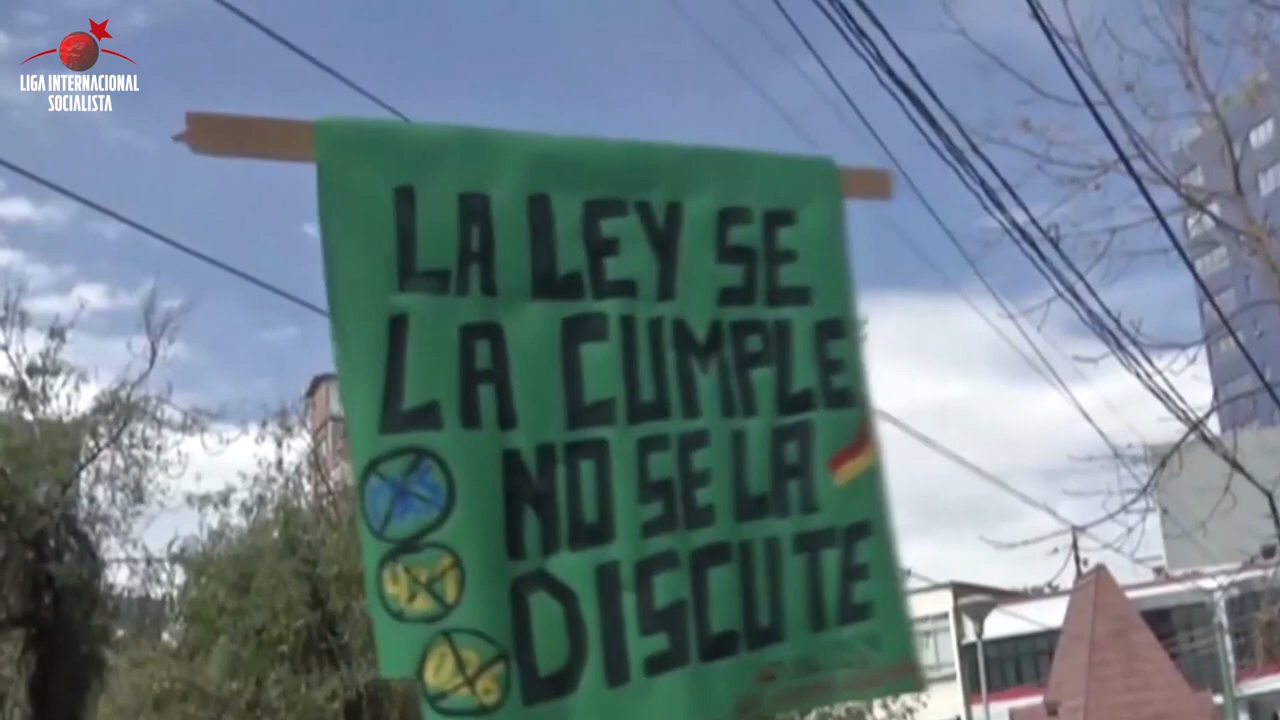 LIGA INTERNACIONAL
SOCIALISTA
LA LEY SE
LA CUMPLE
NO SE LA
DISCUTE